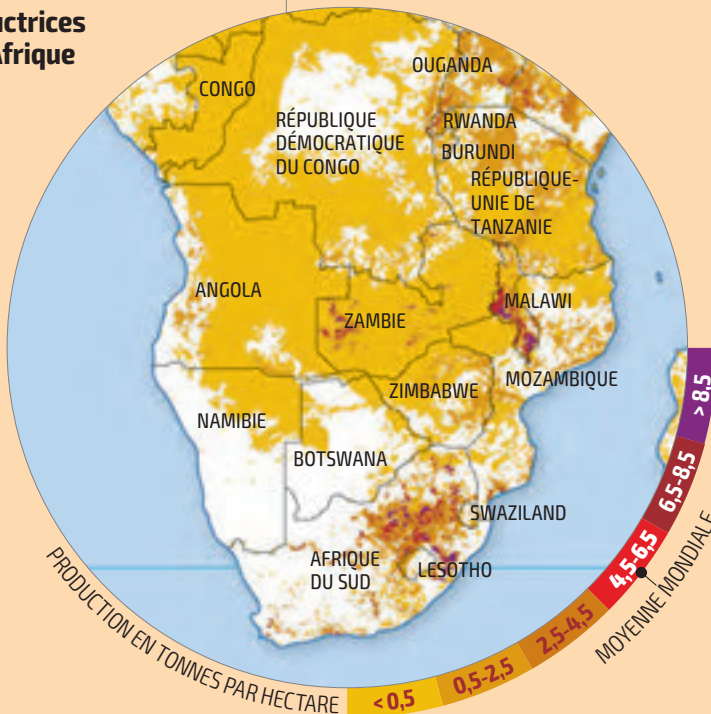 Afrique
CONGO
OUGANDA
RÉPUBLIQUE
DÉMOCRATIQUE
DU CONGO
RWANDA
BURUNDI
RÉPUBLIQUE-
UNIE DE
TANZANIE
ANGOLA
ZAMBIE
MALAWI
ZIMBABWE
MOZAMBIQUE
NAMIBIE
BOTSWANA
SWAZILAND
AFRIQUE
DU SUD
LESOTHO
PRODUCTION EN TONNES PAR HECTARE
< 0,5
0,5-2,5
2,5-4,5
4,5-6,5
6,5-8,5
> 8,5
MOYENNE MONDIALE